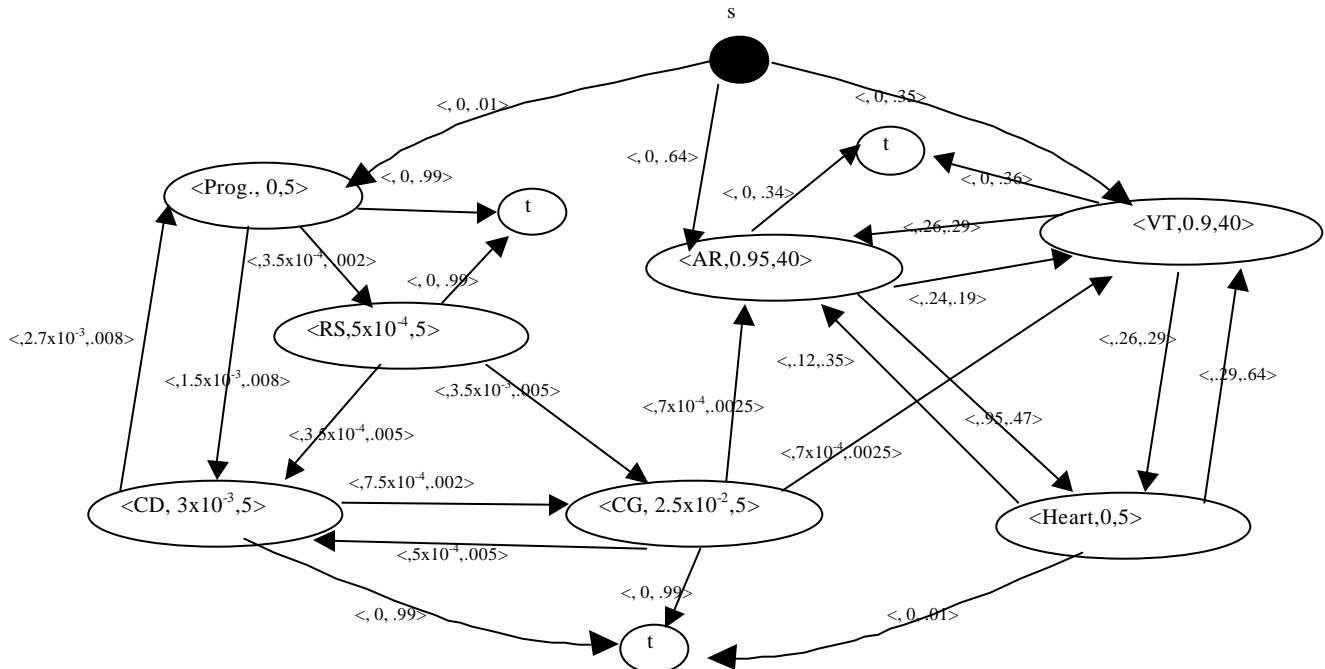 s
<, 0, .01>
<, 0, .35>
<, 0, .64>
t
<, 0, .99>
<, 0, .34>
<, 0, .36>
<Prog., 0,5>
t
<,.26,.29>
<VT,0.9,40>
<,3.5x10⁻⁴,.002>
<, 0, .99>
<AR,0.95,40>
<,.24,.19>
<RS,5x10⁻⁴,5>
<,2.7x10⁻³,.008>
<,.12,.35>
<,.26,.29>
<,1.5x10⁻³,.008>
<,3.5x10⁻³,.005>
<,.29,.64>
<,7x10⁻⁴,.0025>
<,.95,.47>
<,3.5x10⁻⁴,.005>
<,7x10⁻⁴,.0025>
<,7.5x10⁻⁴,.002>
<CD, 3x10⁻³,5>
<CG, 2.5x10⁻²,5>
<Heart,0,5>
<,5x10⁻⁴,.005>
<, 0, .99>
<, 0, .99>
<, 0, .01>
t